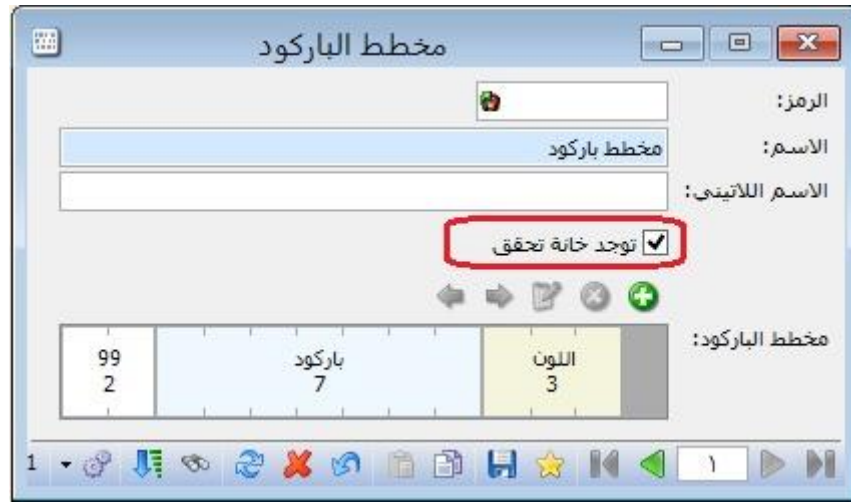 مخطط الباركود
الرمز:
الاسم: مخطط باركود
الاسم اللاتيني:
توجد خانة تحقق
مخطط الباركود:
99 باركود اللون
2 7 3
1 ١